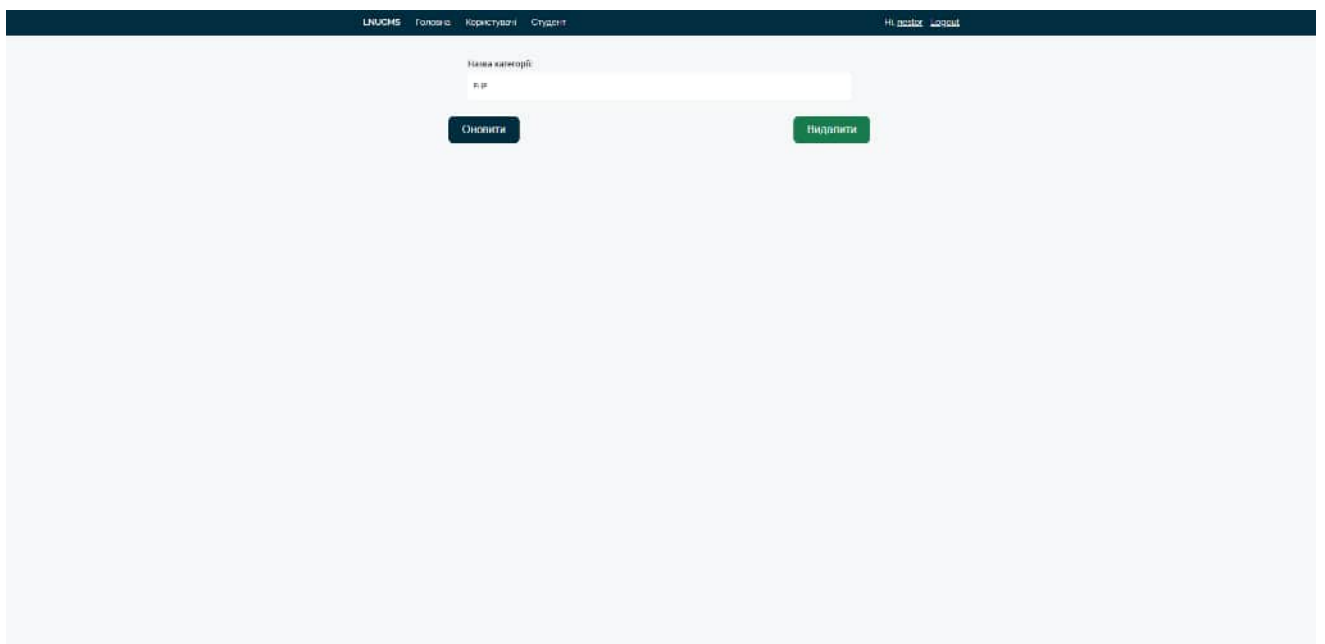 LNUCMS Головна Користувачі Студент Hi, nestor Logout
Назва категорії:
Оновити Видалити